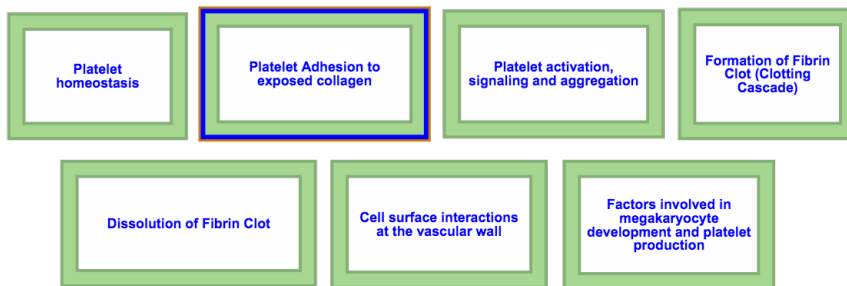 Platelet
homeostasis
Platelet Adhesion to
exposed collagen
Platelet activation,
signaling and aggregation
Formation of Fibrin
Clot (Clotting
Cascade)
Dissolution of Fibrin Clot
Cell surface interactions
at the vascular wall
Factors involved in
megakaryocyte
development and platelet
production